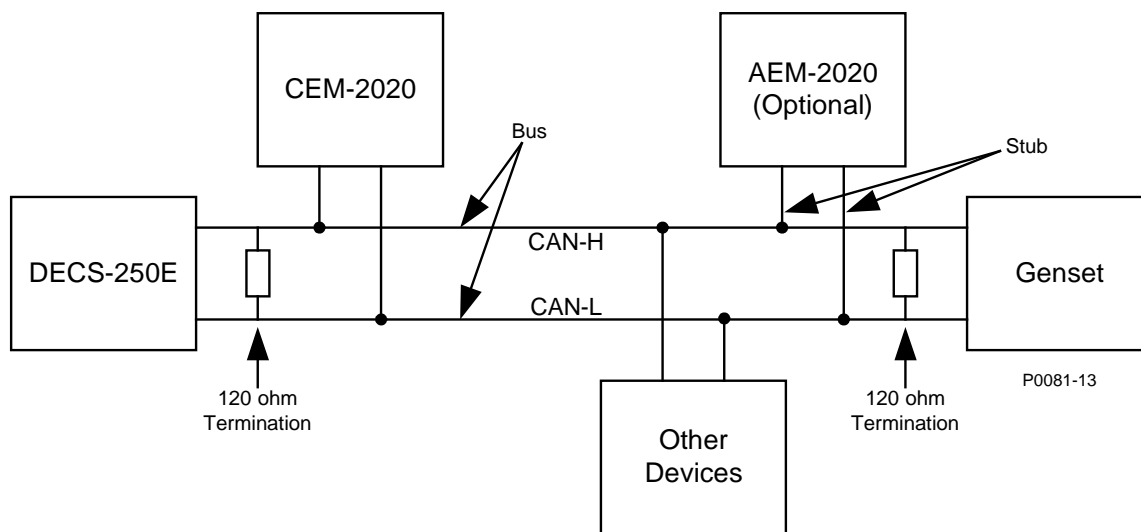 CEM-2020
AEM-2020
(Optional)
Bus
Stub
DECS-250E
CAN-H
Genset
CAN-L
120 ohm
Termination
Other
Devices
120 ohm
Termination
P0081-13